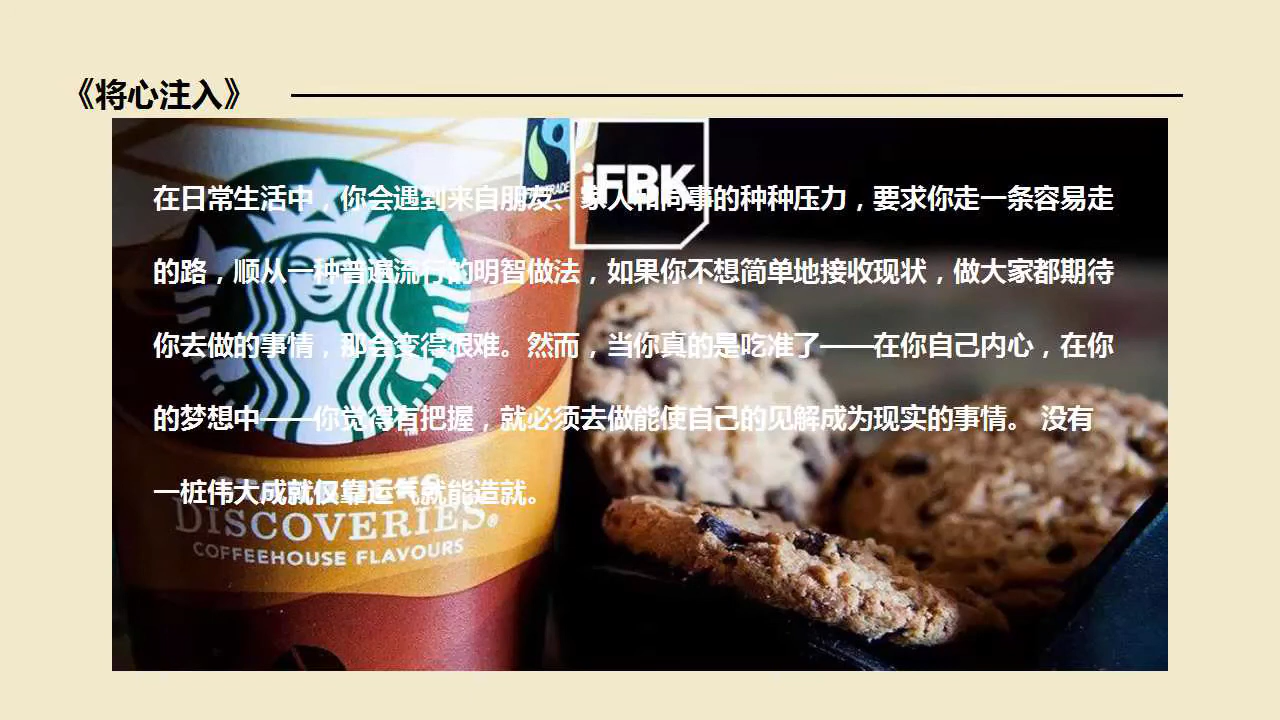 《将心注入》
iFBK
FAIRTRADE
在日常生活中，你会遇到来自朋友、家人和同事的种种压力，要求你走一条容易走
的路，顺从一种普遍流行的明智做法，如果你不想简单地接收现状，做大家都期待
你去做的事情，那会变得很难。然而，当你真的是吃准了——在你自己内心，在你
的梦想中——你觉得有把握，就必须去做能使自己的见解成为现实的事情。 没有
一桩伟大成就仅靠运气就能造就。
TM
DISCOVERIES®
COFFEEHOUSE FLAVOURS